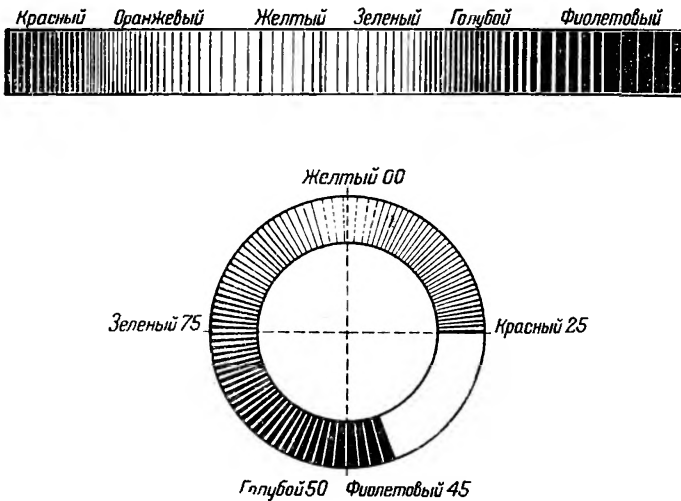 Красный Оранжевый Желтый Зеленый Голубой Фиолетовый
Желтый 00
Зеленый 75
Красный 25
Голубой 50 Фиолетовый 45